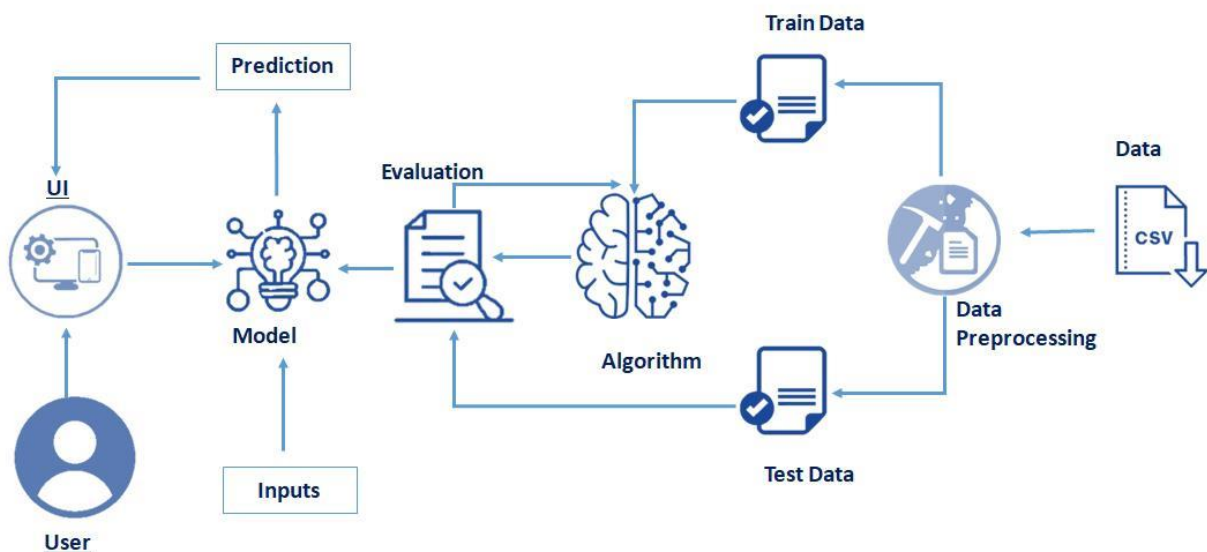 Train Data
Prediction
Data
Evaluation
UI
CSV
Data
Preprocessing
Model
Algorithm
Test Data
Inputs
User